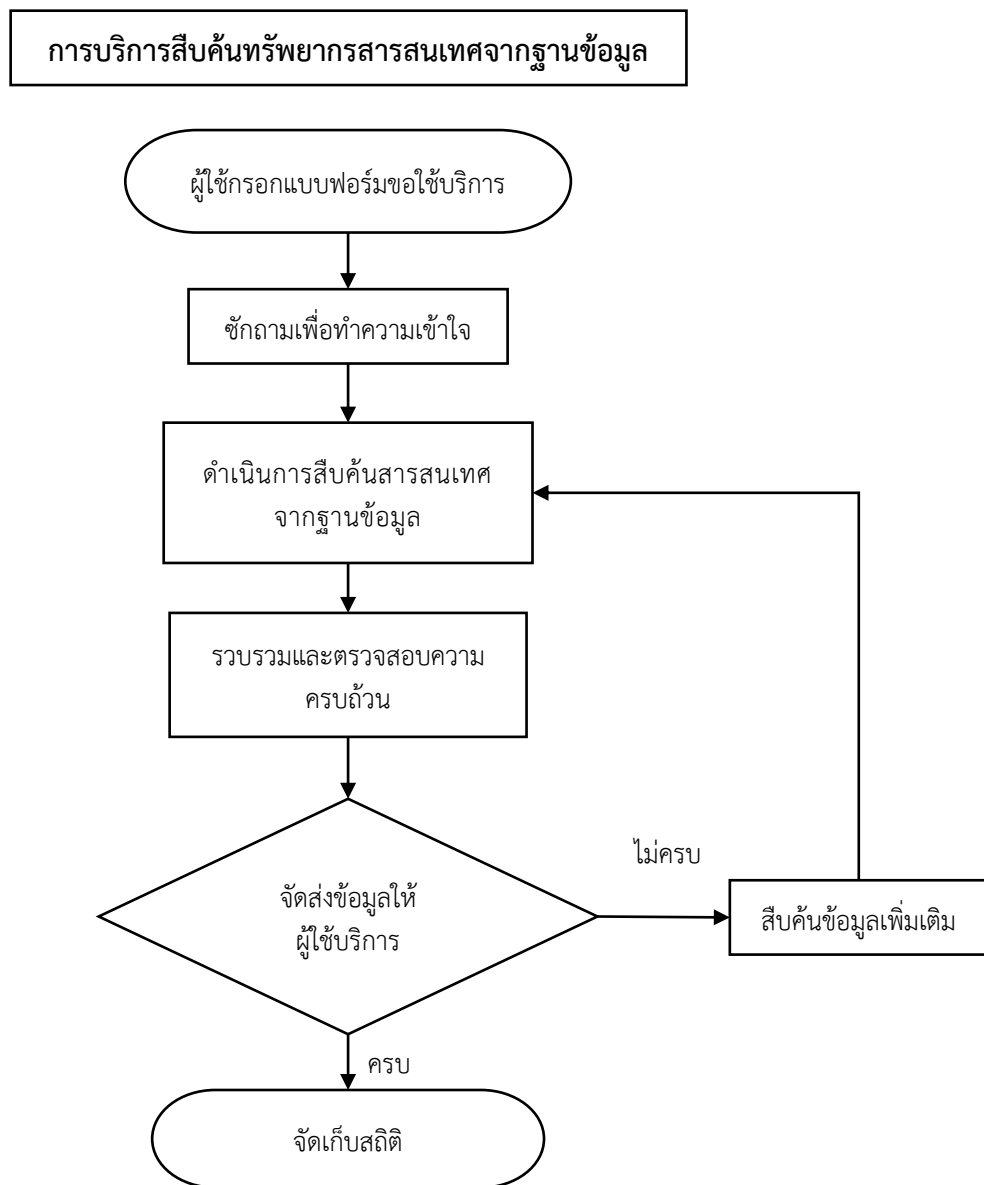 การบริการสืบค้นทรัพยากรสารสนเทศจากฐานข้อมูล
ผู้ใช้กรอกแบบฟอร์มขอใช้บริการ
ซักถามเพื่อทำความเข้าใจ
ดำเนินการสืบค้นสารสนเทศ
จากฐานข้อมูล
รวบรวมและตรวจสอบความ
ครบถ้วน
ไม่ครบ
จัดส่งข้อมูลให้
ผู้ใช้บริการ
สืบค้นข้อมูลเพิ่มเติม
ครบ
จัดเก็บสถิติ